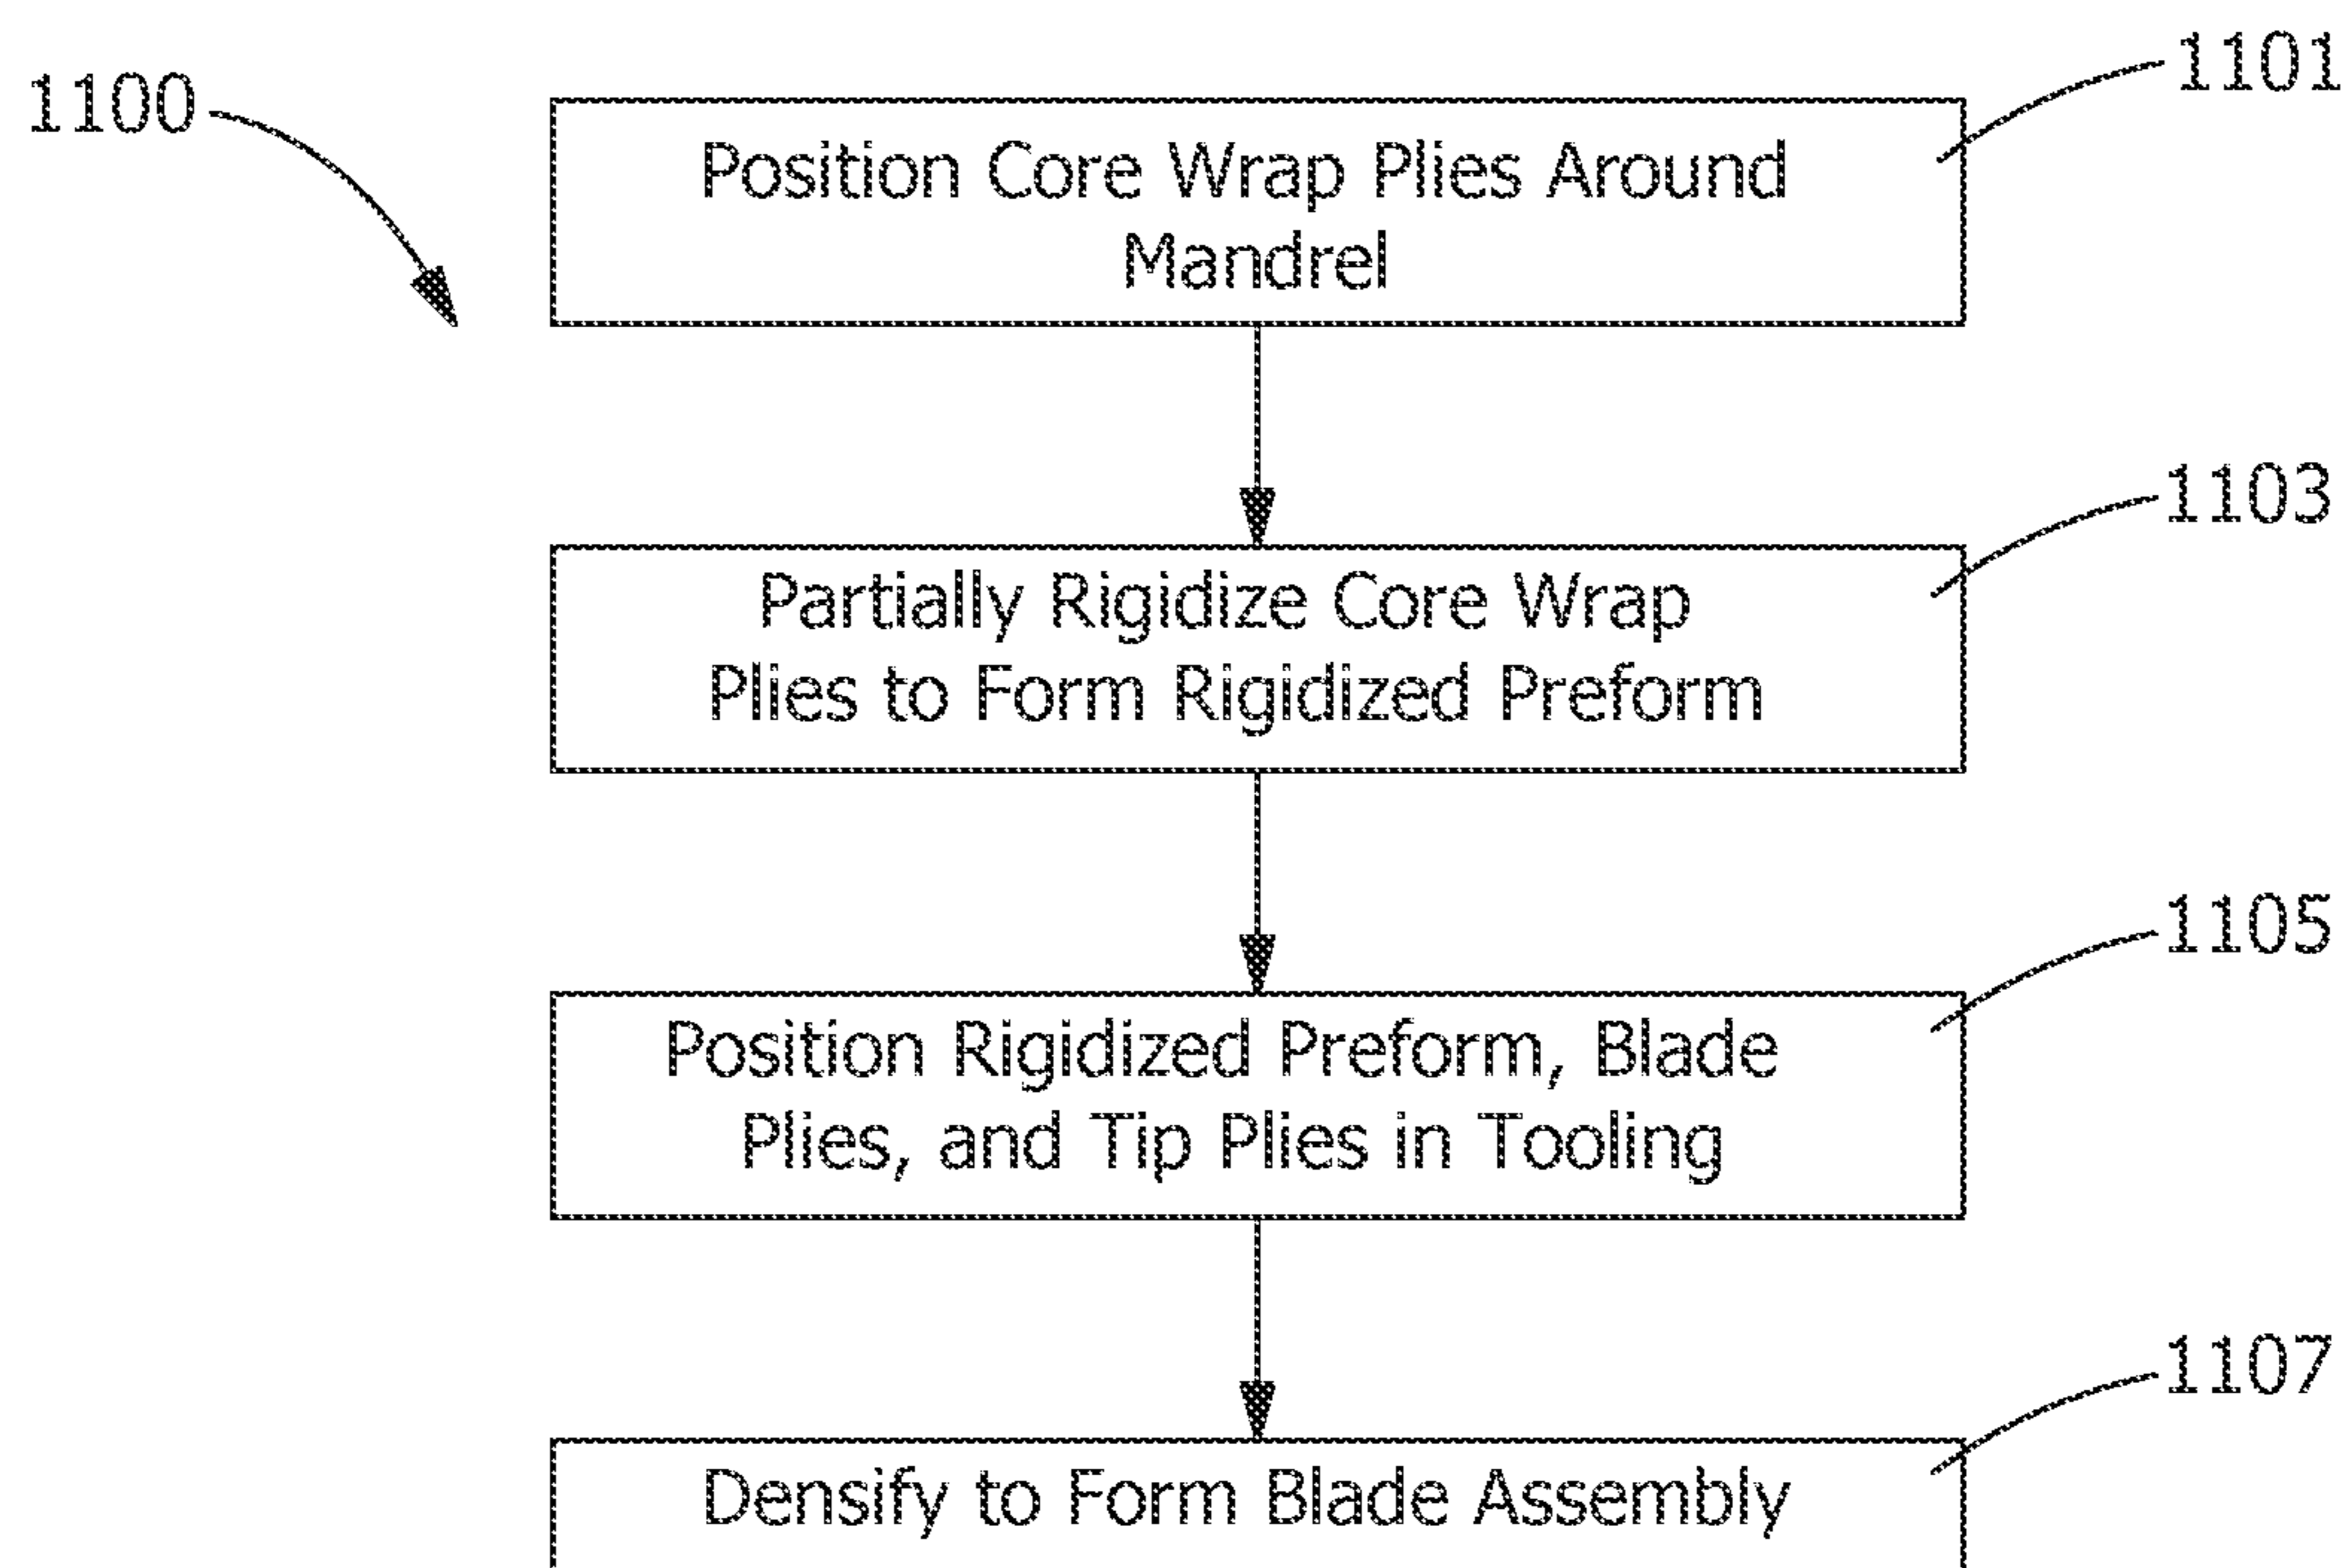 1100
1101
Position Core Wrap Plies Around
Mandrel
1103
Partially Rigidize Core Wrap
Plies to Form Rigidized Preform
1105
Position Rigidized Preform, Blade
Plies, and Tip Plies in Tooling
1107
Densify to Form Blade Assembly